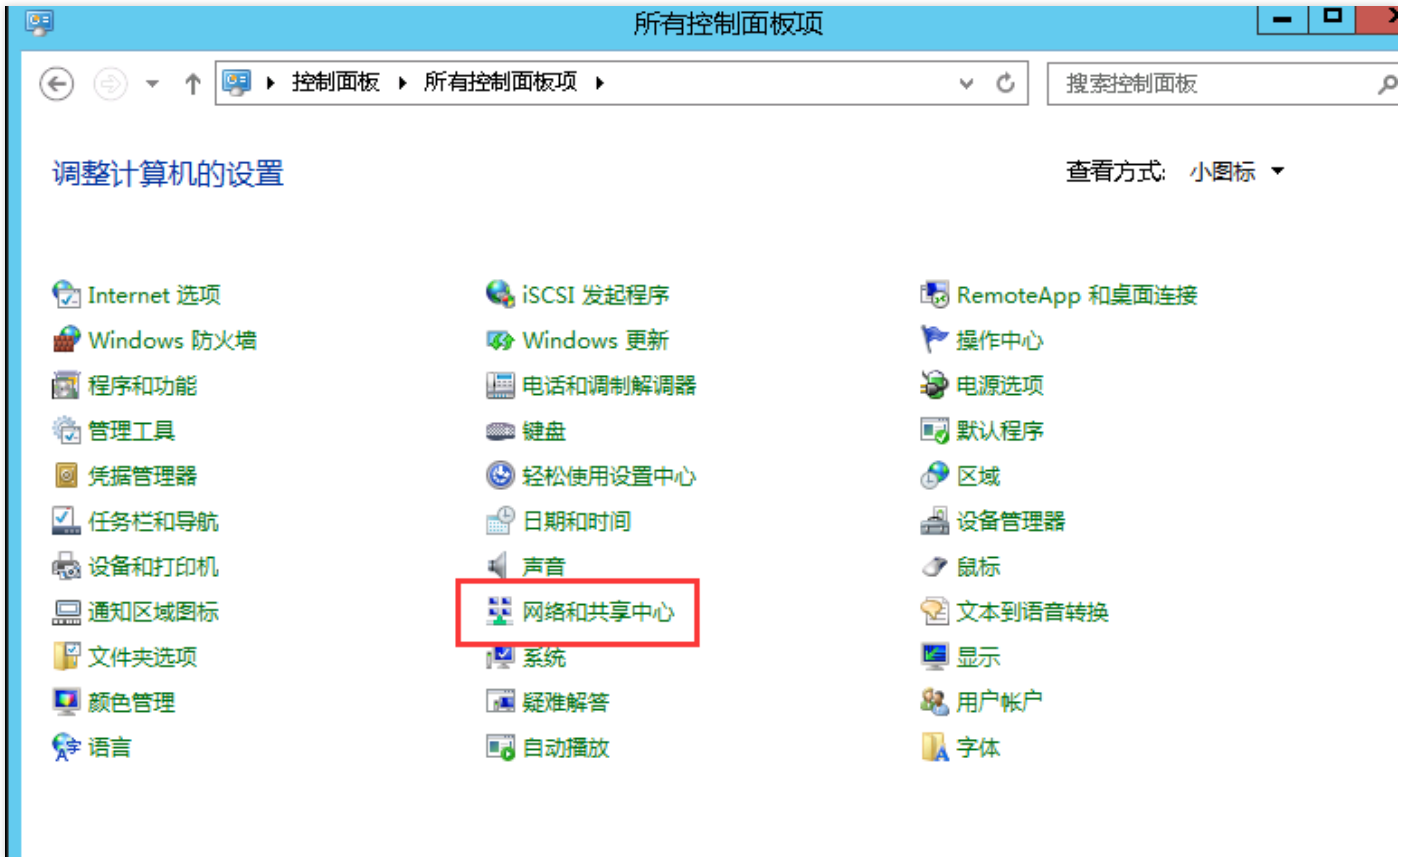 所有控制面板项
控制面板 所有控制面板项
搜索控制面板
调整计算机的设置
查看方式: 小图标
Internet 选项
iSCSI 发起程序
RemoteApp 和桌面连接
Windows 防火墙
Windows 更新
操作中心
程序和功能
电话和调制解调器
电源选项
管理工具
键盘
默认程序
凭据管理器
轻松使用设置中心
区域
任务栏和导航
日期和时间
设备管理器
设备和打印机
声音
鼠标
通知区域图标
网络和共享中心
文本到语音转换
文件夹选项
系统
显示
颜色管理
疑难解答
用户帐户
语言
自动播放
字体